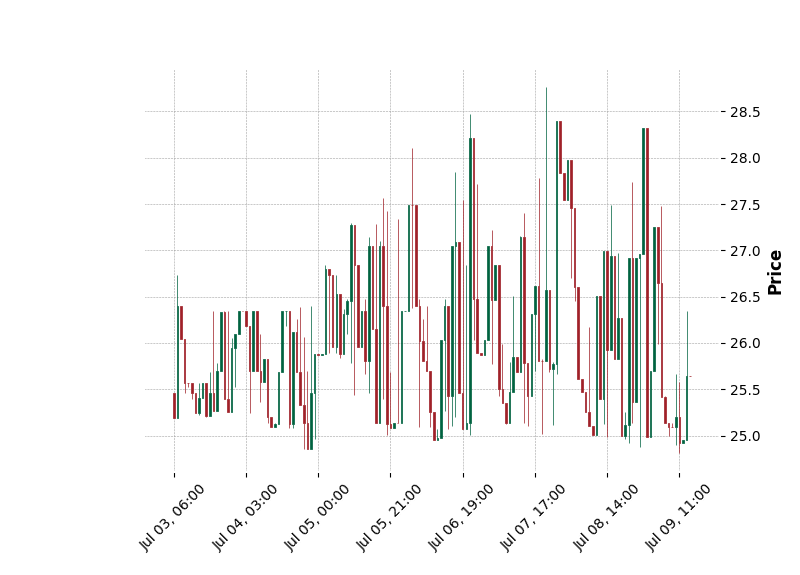 28.5
28.0
27.5
27.0
26.5
26.0
25.5
25.0
Price
Jul 03, 06:00
Jul 04, 03:00
Jul 05, 00:00
Jul 05, 21:00
Jul 06, 19:00
Jul 07, 17:00
Jul 08, 14:00
Jul 09, 11:00